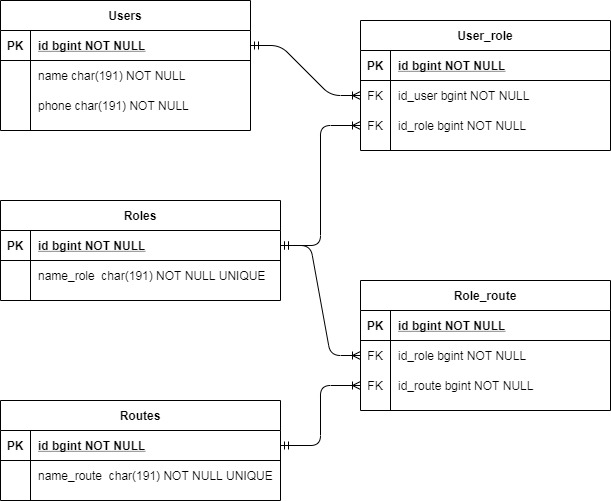 Users
PK id bgint NOT NULL
name char(191) NOT NULL
phone char(191) NOT NULL
User_role
PK id bgint NOT NULL
FK id_user bgint NOT NULL
FK id_role bgint NOT NULL
Roles
PK id bgint NOT NULL
name_role char(191) NOT NULL UNIQUE
Role_route
PK id bgint NOT NULL
FK id_role bgint NOT NULL
FK id_route bgint NOT NULL
Routes
PK id bgint NOT NULL
name_route char(191) NOT NULL UNIQUE